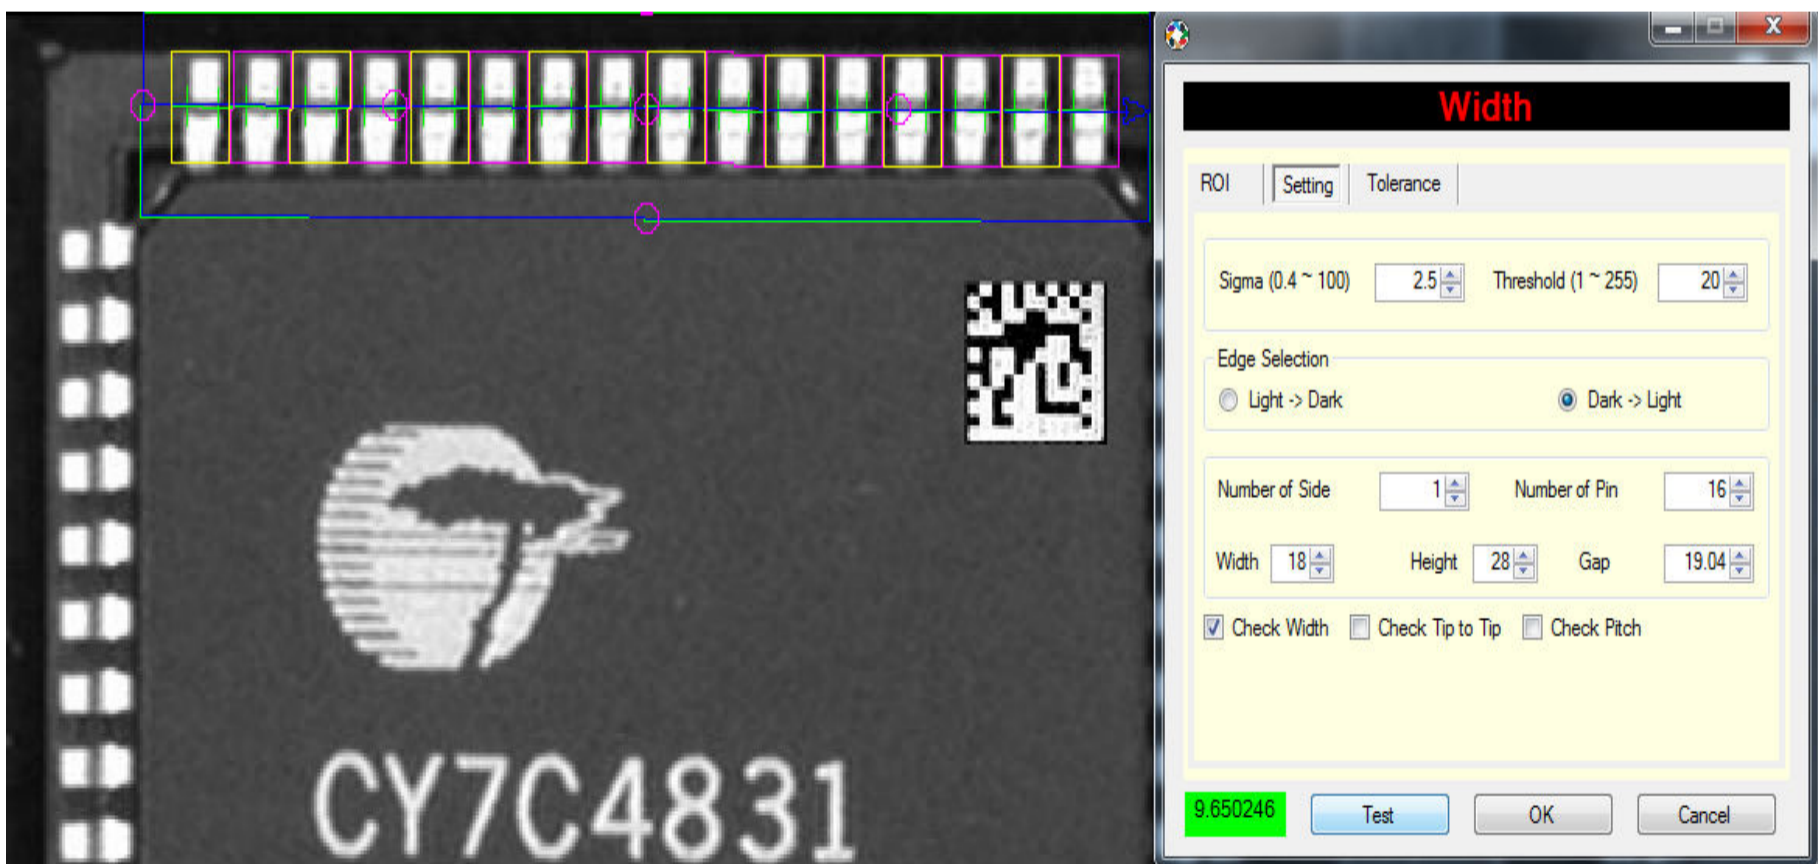 CY7C4831
Width
ROI Setting Tolerance
Sigma (0.4 ~ 100) 2.5 Threshold (1 ~ 255) 20
Edge Selection
Light -> Dark Dark -> Light
Number of Side 1 Number of Pin 16
Width 18 Height 28 Gap 19.04
Check Width Check Tip to Tip Check Pitch
9.650246 Test OK Cancel